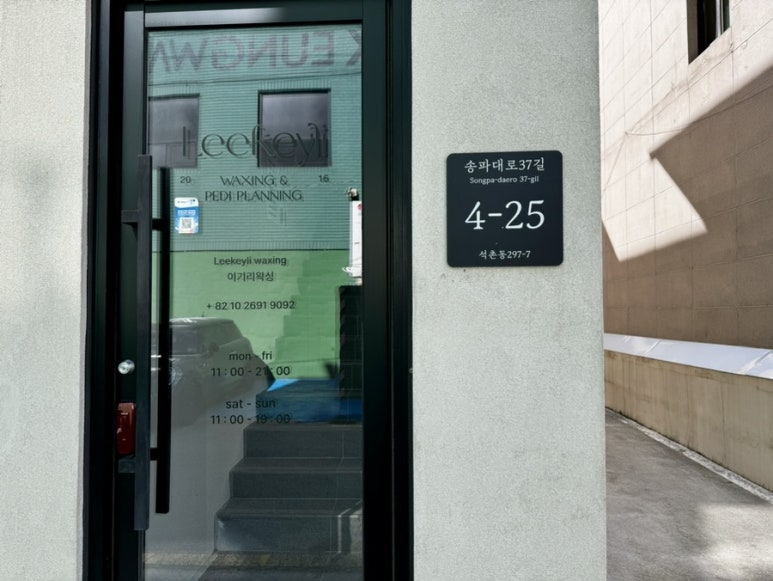 Leekeyli
20 16
WAXING &
PEDI PLANNING
Leekeyli waxing
이기리왁싱
+ 82 10 2691 9092
mon - fri
11 : 00 - 21 : 00
sat - sun
11 : 00 - 19 : 00
송파대로37길
Songpa-daero 37-gil
4-25
석촌동297-7